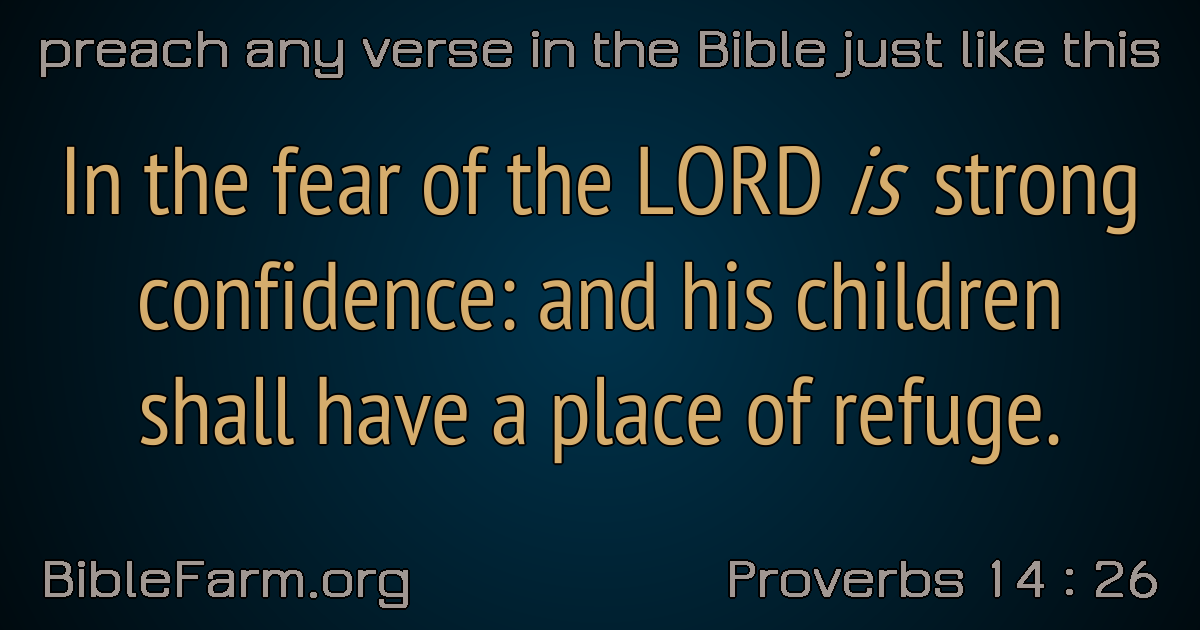 preach any verse in the Bible just like this
In the fear of the LORD is strong
confidence: and his children
shall have a place of refuge.
BibleFarm.org
Proverbs 14 : 26